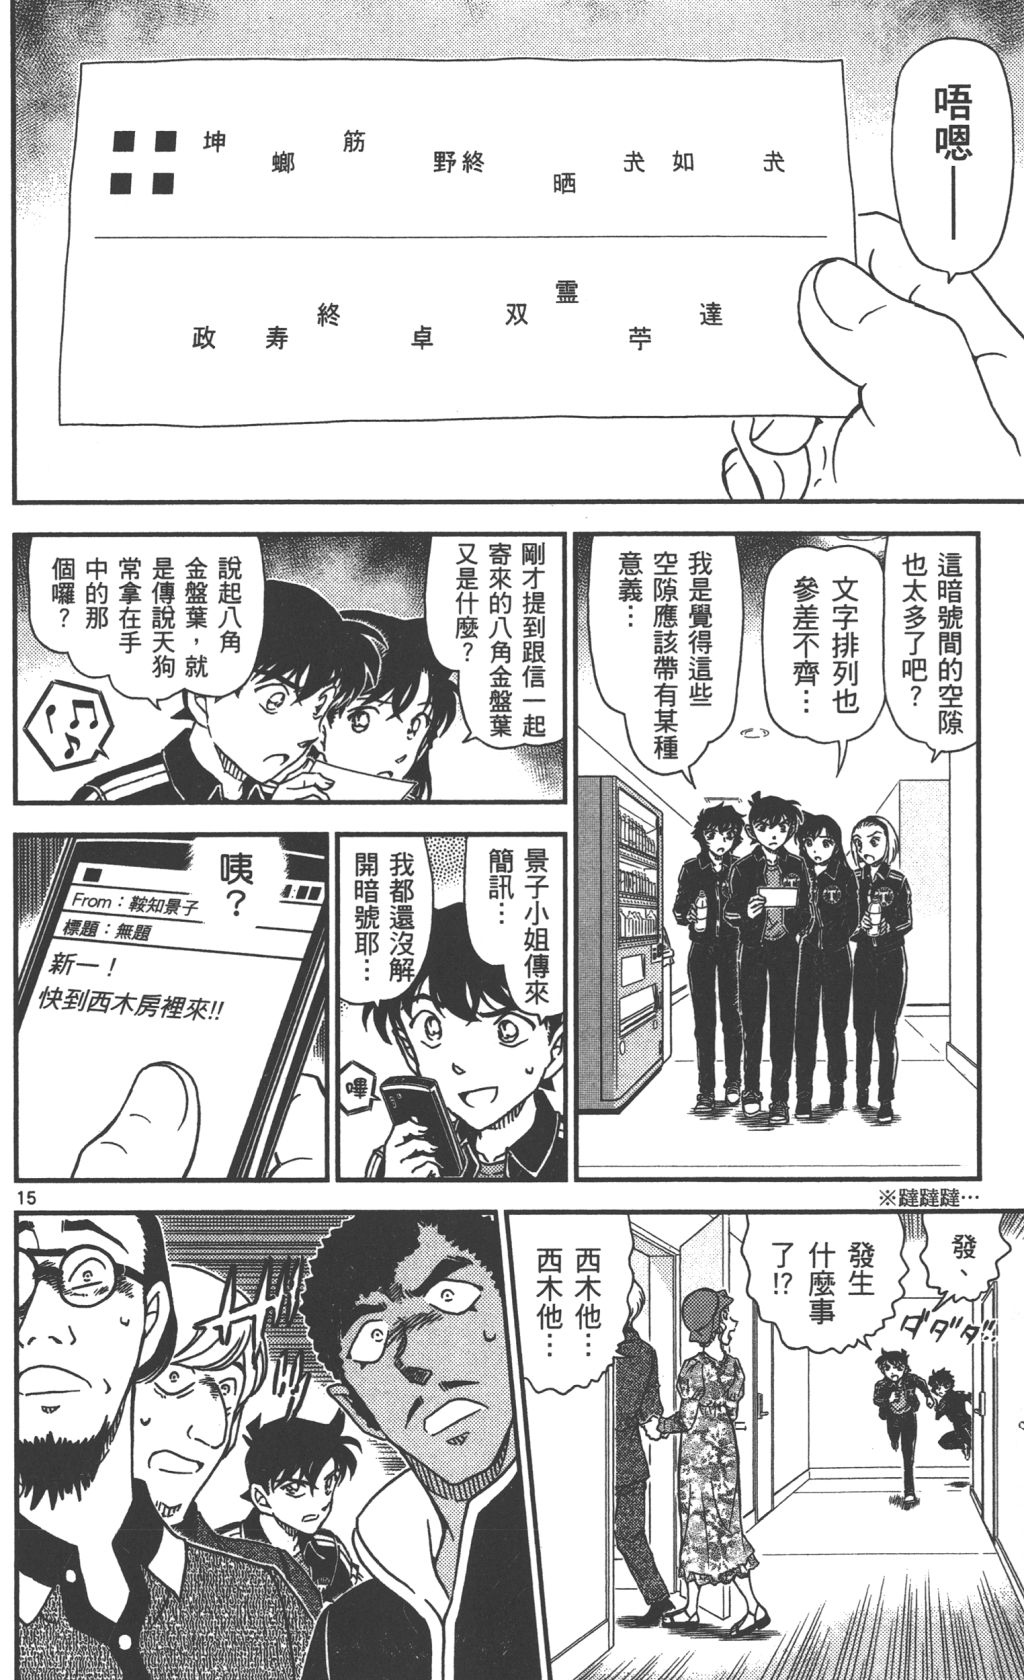 唔
嗯——
■ ■ 坤 螂 筋 野 終 晒 灮 如 灮
■ ■
政 寿 終 卓 双 霊 苧 達
這暗號間的空隙
也太多了吧？
文字排列也
參差不齊…
我是覺得這些
空隙應該帶有某種
意義…
剛才提到跟信一起
寄來的八角金盤葉
又是什麼？
說起八角
金盤葉，就
是傳說天狗
常拿在手
中的那
個囉？
景子小姐傳來
簡訊…
我都還沒解
開暗號耶…
嗶
咦？
From：鞍知景子
標題：無題
新一！
快到西木房裡來!!
15
※躂躂躂…
發、
發生
什麼事
了!?
ダダダ!!
西木他…
西木他…